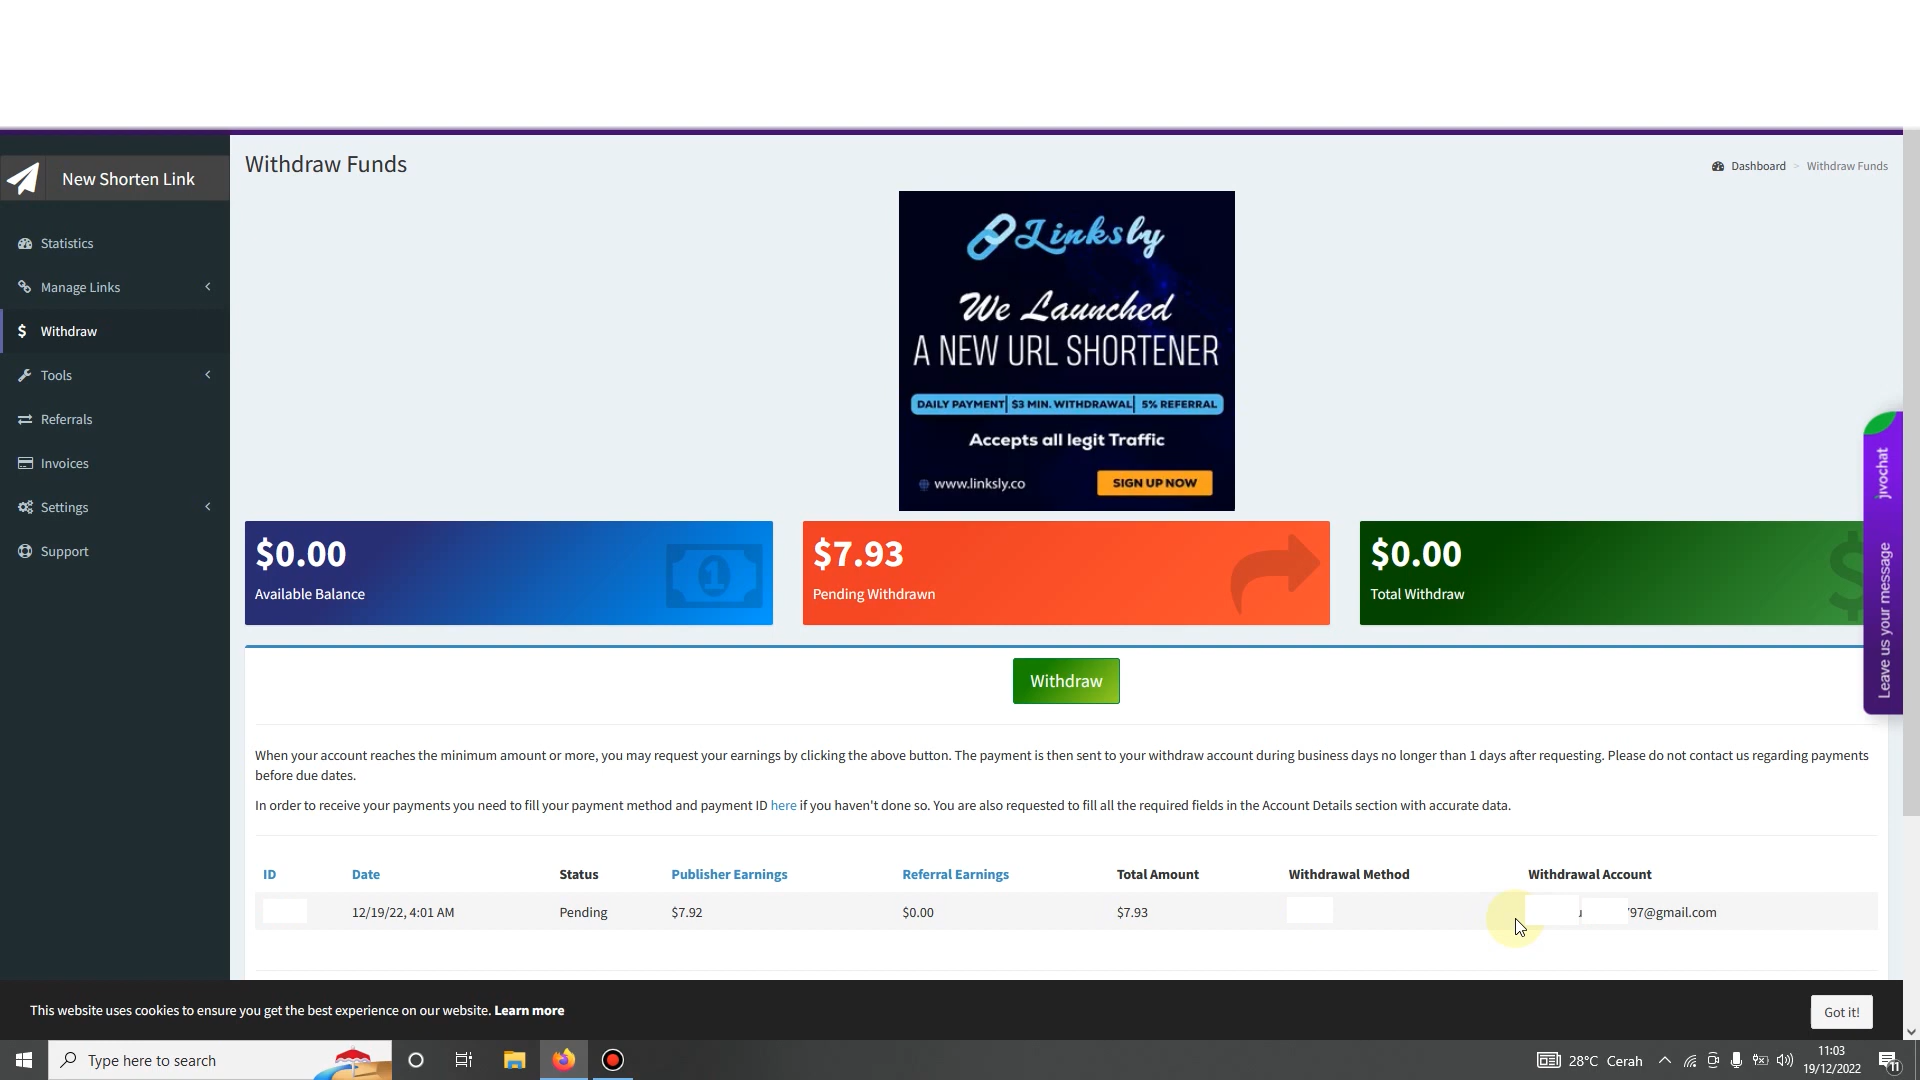 New Shorten Link
Statistics
Manage Links
Withdraw
Tools
Referrals
Invoices
Settings
Support
Withdraw Funds
Dashboard > Withdraw Funds
Linksly
We Launched
A NEW URL SHORTENER
DAILY PAYMENT| $3 MIN. WITHDRAWAL| 5% REFERRAL
Accepts all legit Traffic
www.linksly.co
SIGN UP NOW
$0.00
Available Balance
$7.93
Pending Withdrawn
$0.00
Total Withdraw
jivochat
Leave us your message
Withdraw
When your account reaches the minimum amount or more, you may request your earnings by clicking the above button. The payment is then sent to your withdraw account during business days no longer than 1 days after requesting. Please do not contact us regarding payments
before due dates.
In order to receive your payments you need to fill your payment method and payment ID here if you haven't done so. You are also requested to fill all the required fields in the Account Details section with accurate data.
ID Date Status Publisher Earnings Referral Earnings Total Amount Withdrawal Method Withdrawal Account
12/19/22, 4:01 AM Pending $7.92 $0.00 $7.93 97@gmail.com
This website uses cookies to ensure you get the best experience on our website. Learn more
Got it!
Type here to search
28°C Cerah
11:03
19/12/2022
11